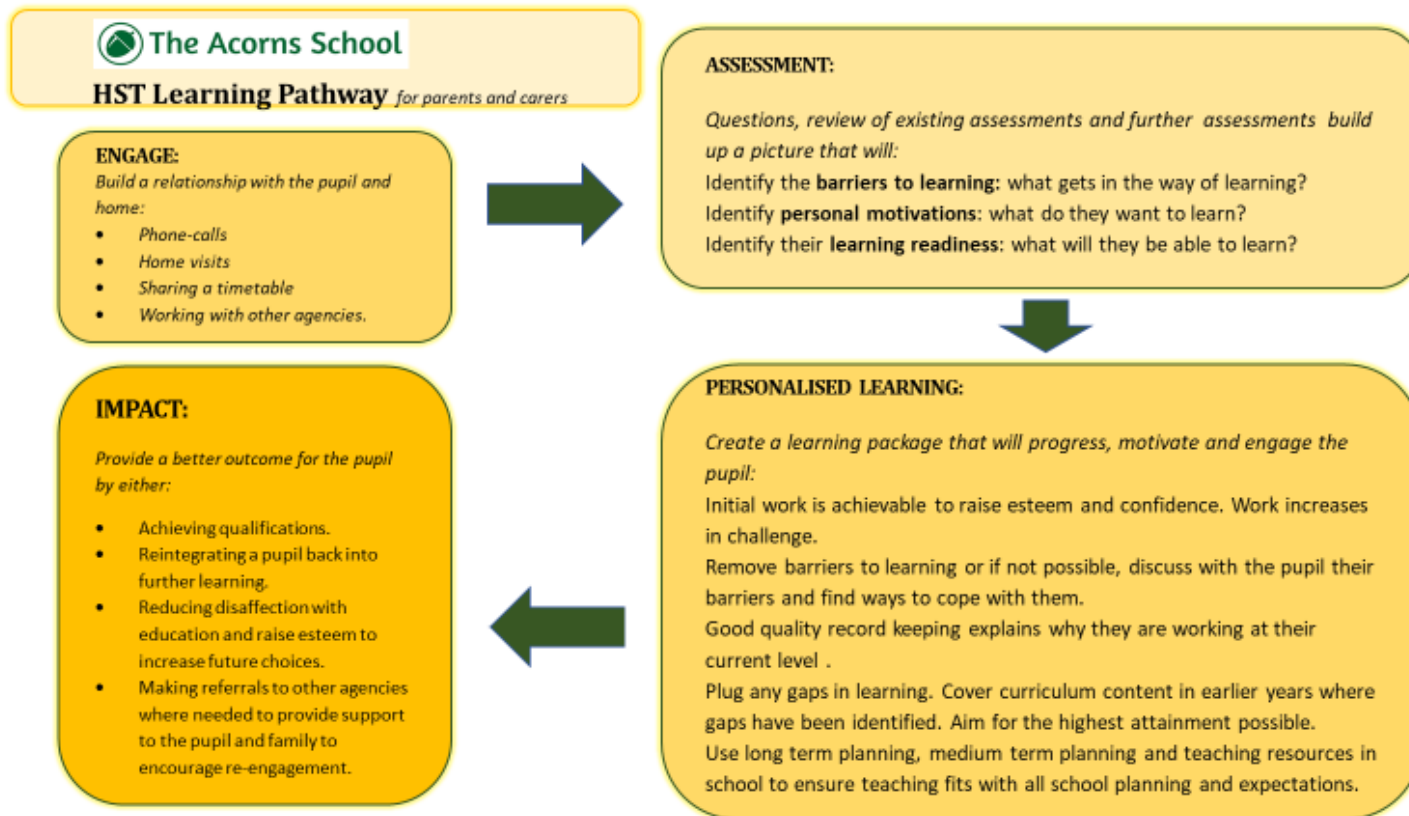 The Acorns School
HST Learning Pathway for parents and carers
ENGAGE:
Build a relationship with the pupil and
home:
• Phone-calls
• Home visits
• Sharing a timetable
• Working with other agencies.
ASSESSMENT:
Questions, review of existing assessments and further assessments build
up a picture that will:
Identify the barriers to learning: what gets in the way of learning?
Identify personal motivations: what do they want to learn?
Identify their learning readiness: what will they be able to learn?
PERSONALISED LEARNING:
Create a learning package that will progress, motivate and engage the
pupil:
Initial work is achievable to raise esteem and confidence. Work increases
in challenge.
Remove barriers to learning or if not possible, discuss with the pupil their
barriers and find ways to cope with them.
Good quality record keeping explains why they are working at their
current level .
Plug any gaps in learning. Cover curriculum content in earlier years where
gaps have been identified. Aim for the highest attainment possible.
Use long term planning, medium term planning and teaching resources in
school to ensure teaching fits with all school planning and expectations.
IMPACT:
Provide a better outcome for the pupil
by either:
• Achieving qualifications.
• Reintegrating a pupil back into
further learning.
• Reducing disaffection with
education and raise esteem to
increase future choices.
• Making referrals to other agencies
where needed to provide support
to the pupil and family to
encourage re-engagement.